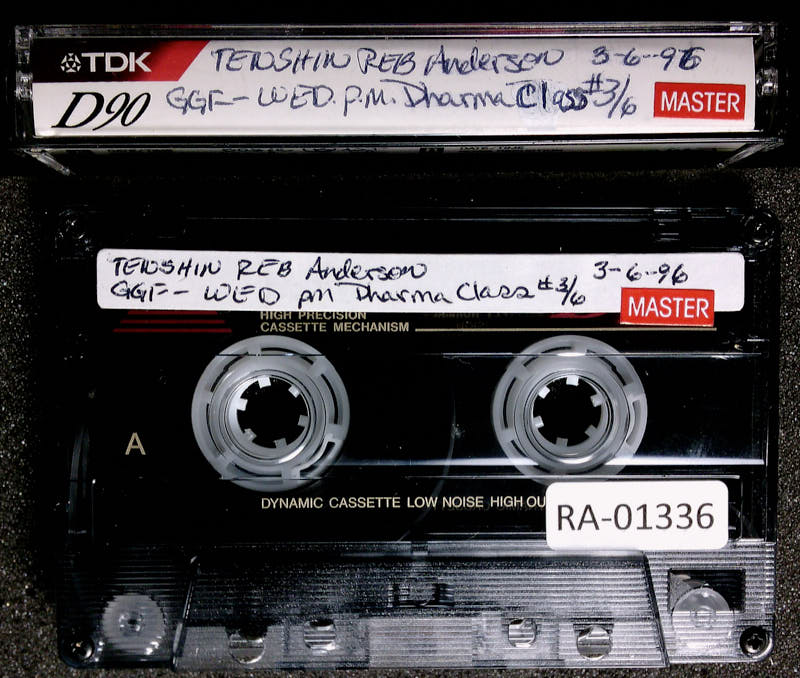 TDK TENSHIN REB Anderson 3-6-96
D90 GGF - WED. P.M. Dharma Class #3/6 MASTER
TENSHIN REB Anderson 3-6-96
GGF - WED PM Dharma Class #3/6 MASTER
HIGH PRECISION
CASSETTE MECHANISM
A
DYNAMIC CASSETTE LOW NOISE HIGH OU
RA-01336